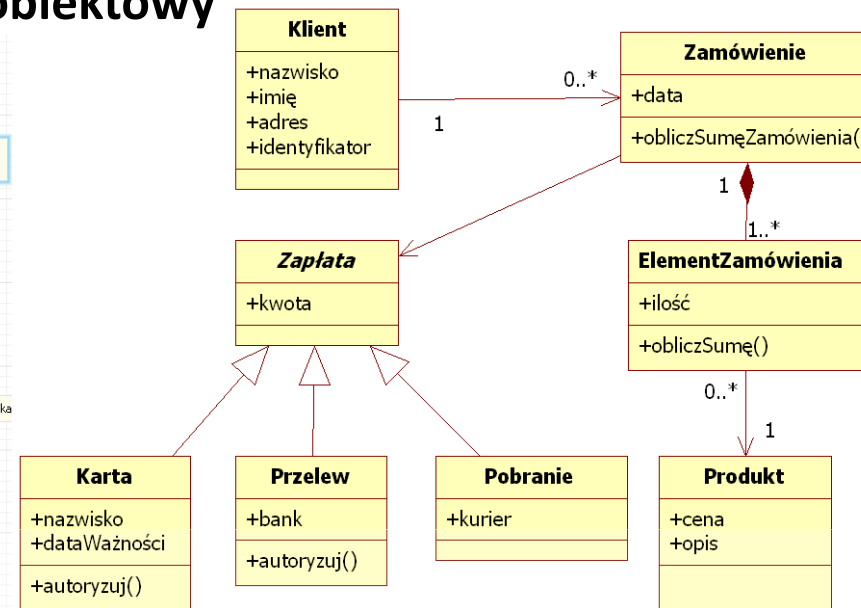 obiektowy
Klient
+nazwisko
+imię
+adres
+identyfikator
1
0..*
Zamówienie
+data
+obliczSumęZamówienia(
1
1..*
Zapłata
+kwota
ElementZamówienia
+ilość
+obliczSumę()
0..*
1
ka
Karta
+nazwisko
+dataWażności
+autoryzuj()
Przelew
+bank
+autoryzuj()
Pobranie
+kurier
Produkt
+cena
+opis